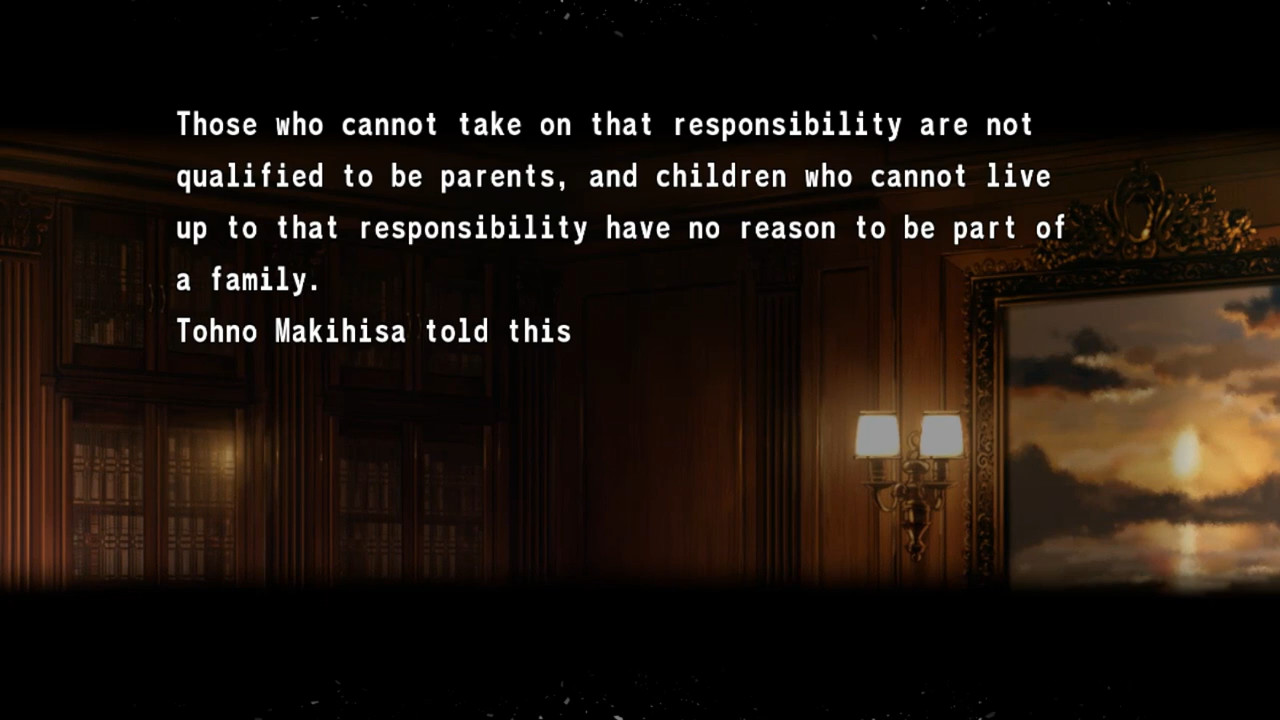 Those who cannot take on that responsibility are not
qualified to be parents, and children who cannot live
up to that responsibility have no reason to be part of
a family.
Tohno Makihisa told this